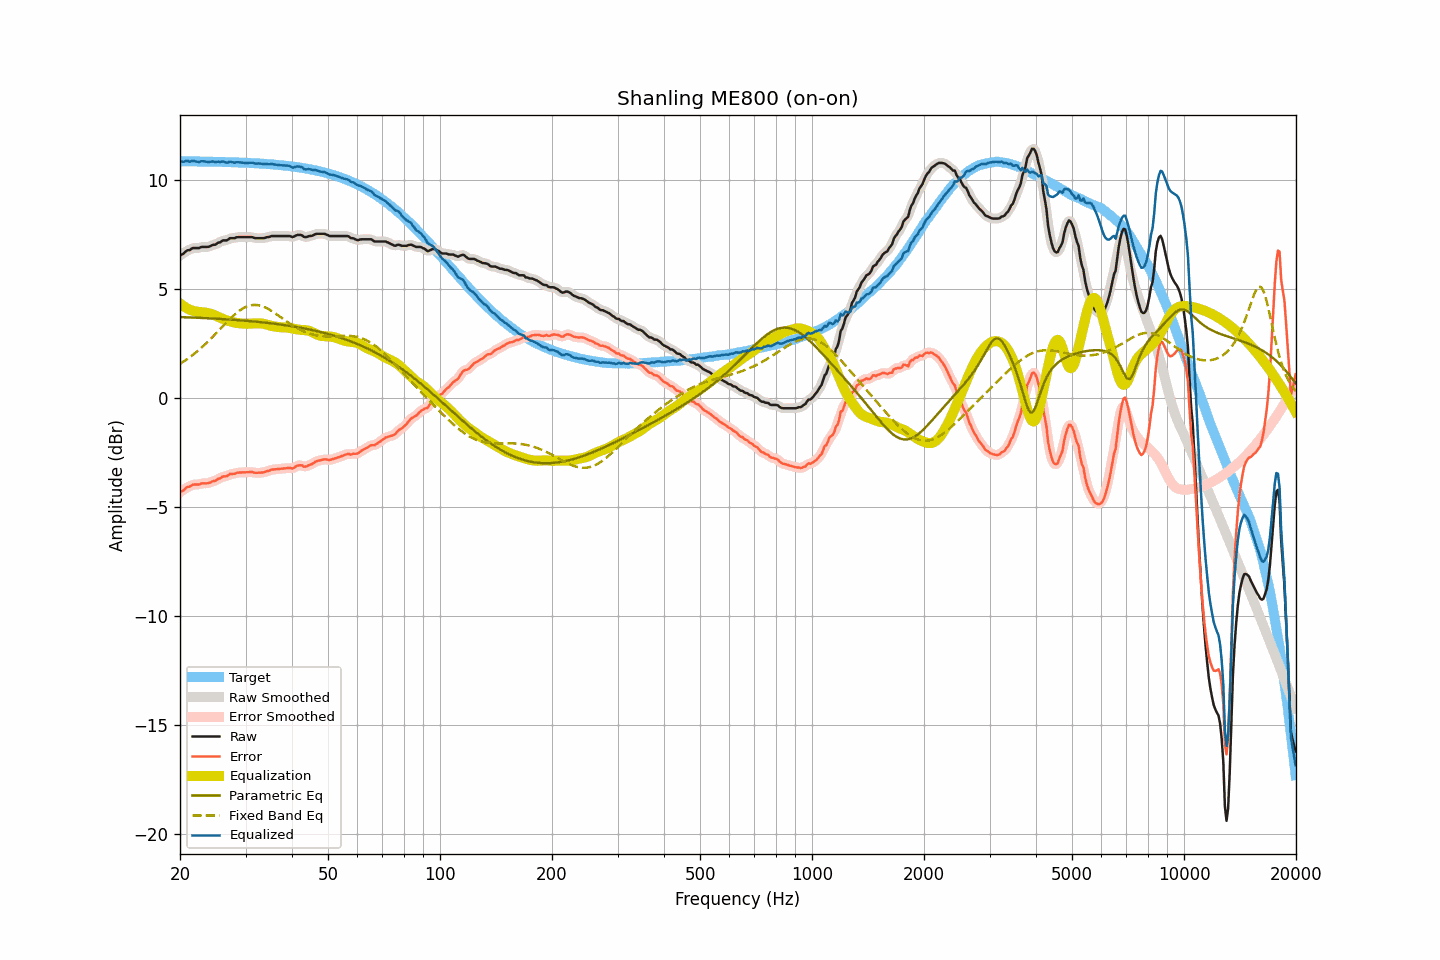 Shanling ME800 (on-on)
10
5
0
−5
−10
−15
−20
Amplitude (dBr)
Target
Raw Smoothed
Error Smoothed
Raw
Error
Equalization
Parametric Eq
Fixed Band Eq
Equalized
20 50 100 200 500 1000 2000 5000 10000 20000
Frequency (Hz)